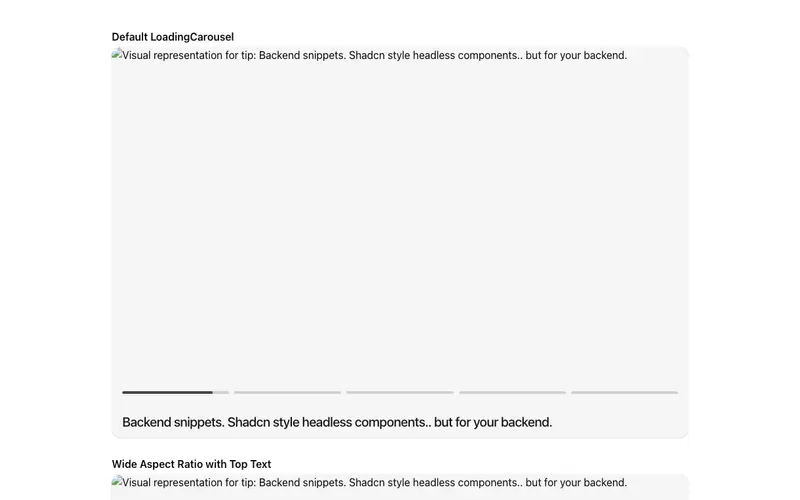 Default LoadingCarousel
Visual representation for tip: Backend snippets. Shadcn style headless components.. but for your backend.
Backend snippets. Shadcn style headless components.. but for your backend.
Wide Aspect Ratio with Top Text
Visual representation for tip: Backend snippets. Shadcn style headless components.. but for your backend.